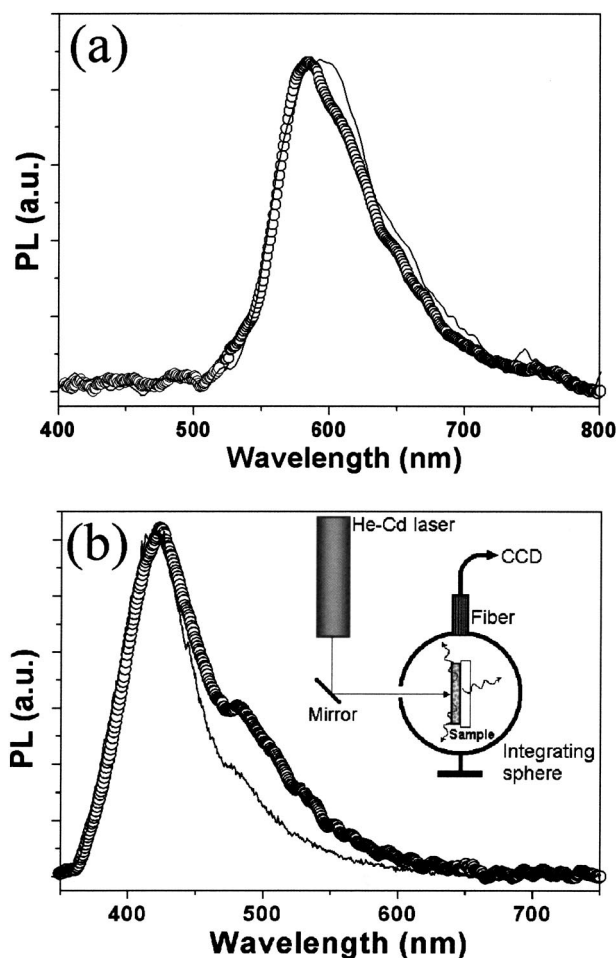 (a)
PL (a.u.)
400 500 600 700 800
Wavelength (nm)
(b)
He-Cd laser
CCD
Fiber
Mirror
Sample
Integrating
sphere
PL (a.u.)
400 500 600 700
Wavelength (nm)